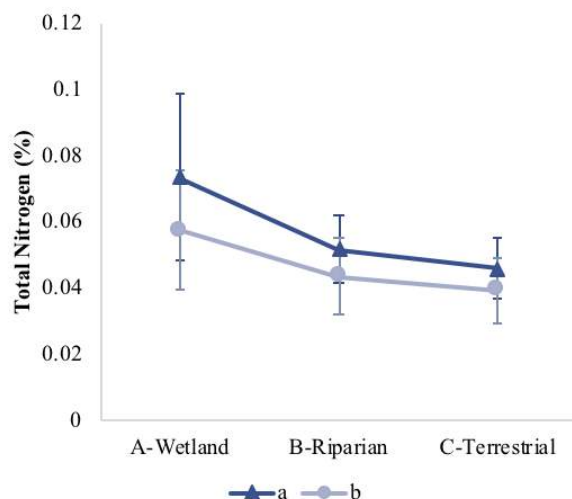 0.12
0.1
0.08
0.06
0.04
0.02
0
Total Nitrogen (%)
A-Wetland B-Riparian C-Terrestrial
a b